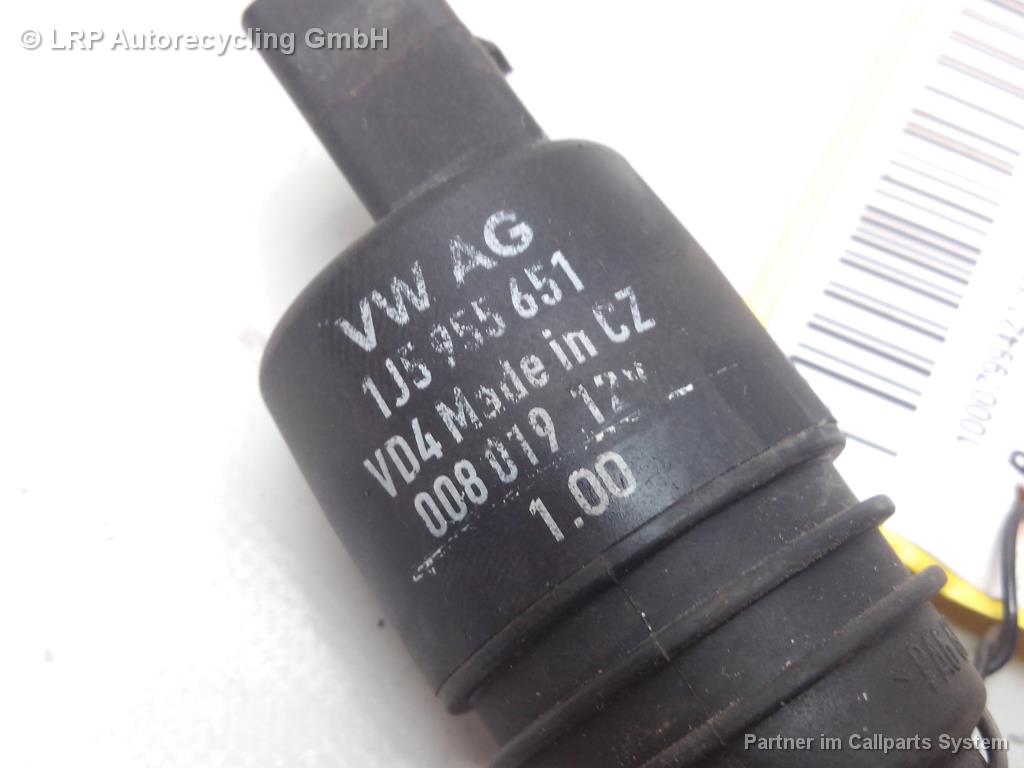 © LRP Autorecycling GmbH
VW AG
1J5 955 651
VD4 Made in CZ
008 019 12V
1.00
Partner im Callparts System